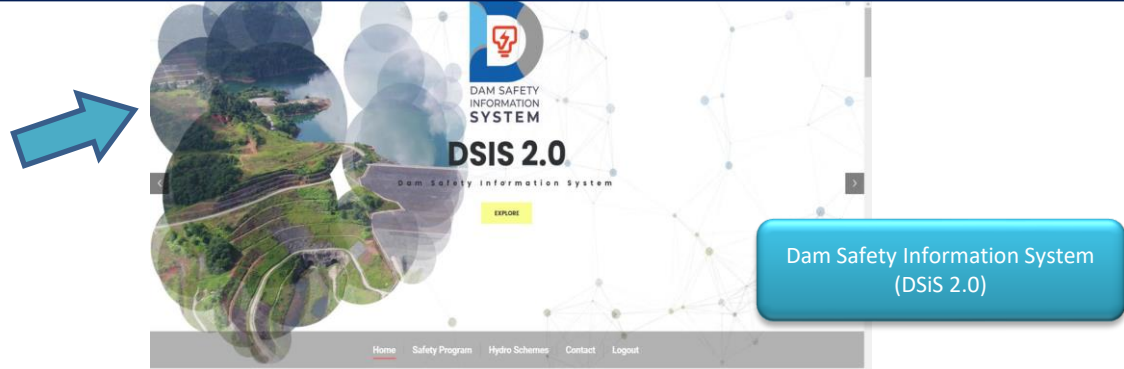 DAM SAFETY
INFORMATION
SYSTEM
DSIS 2.0
Dam Safety Information System
EXPLORE
Dam Safety Information System
(DSiS 2.0)
Home Safety Program Hydro Schemes Contact Logout